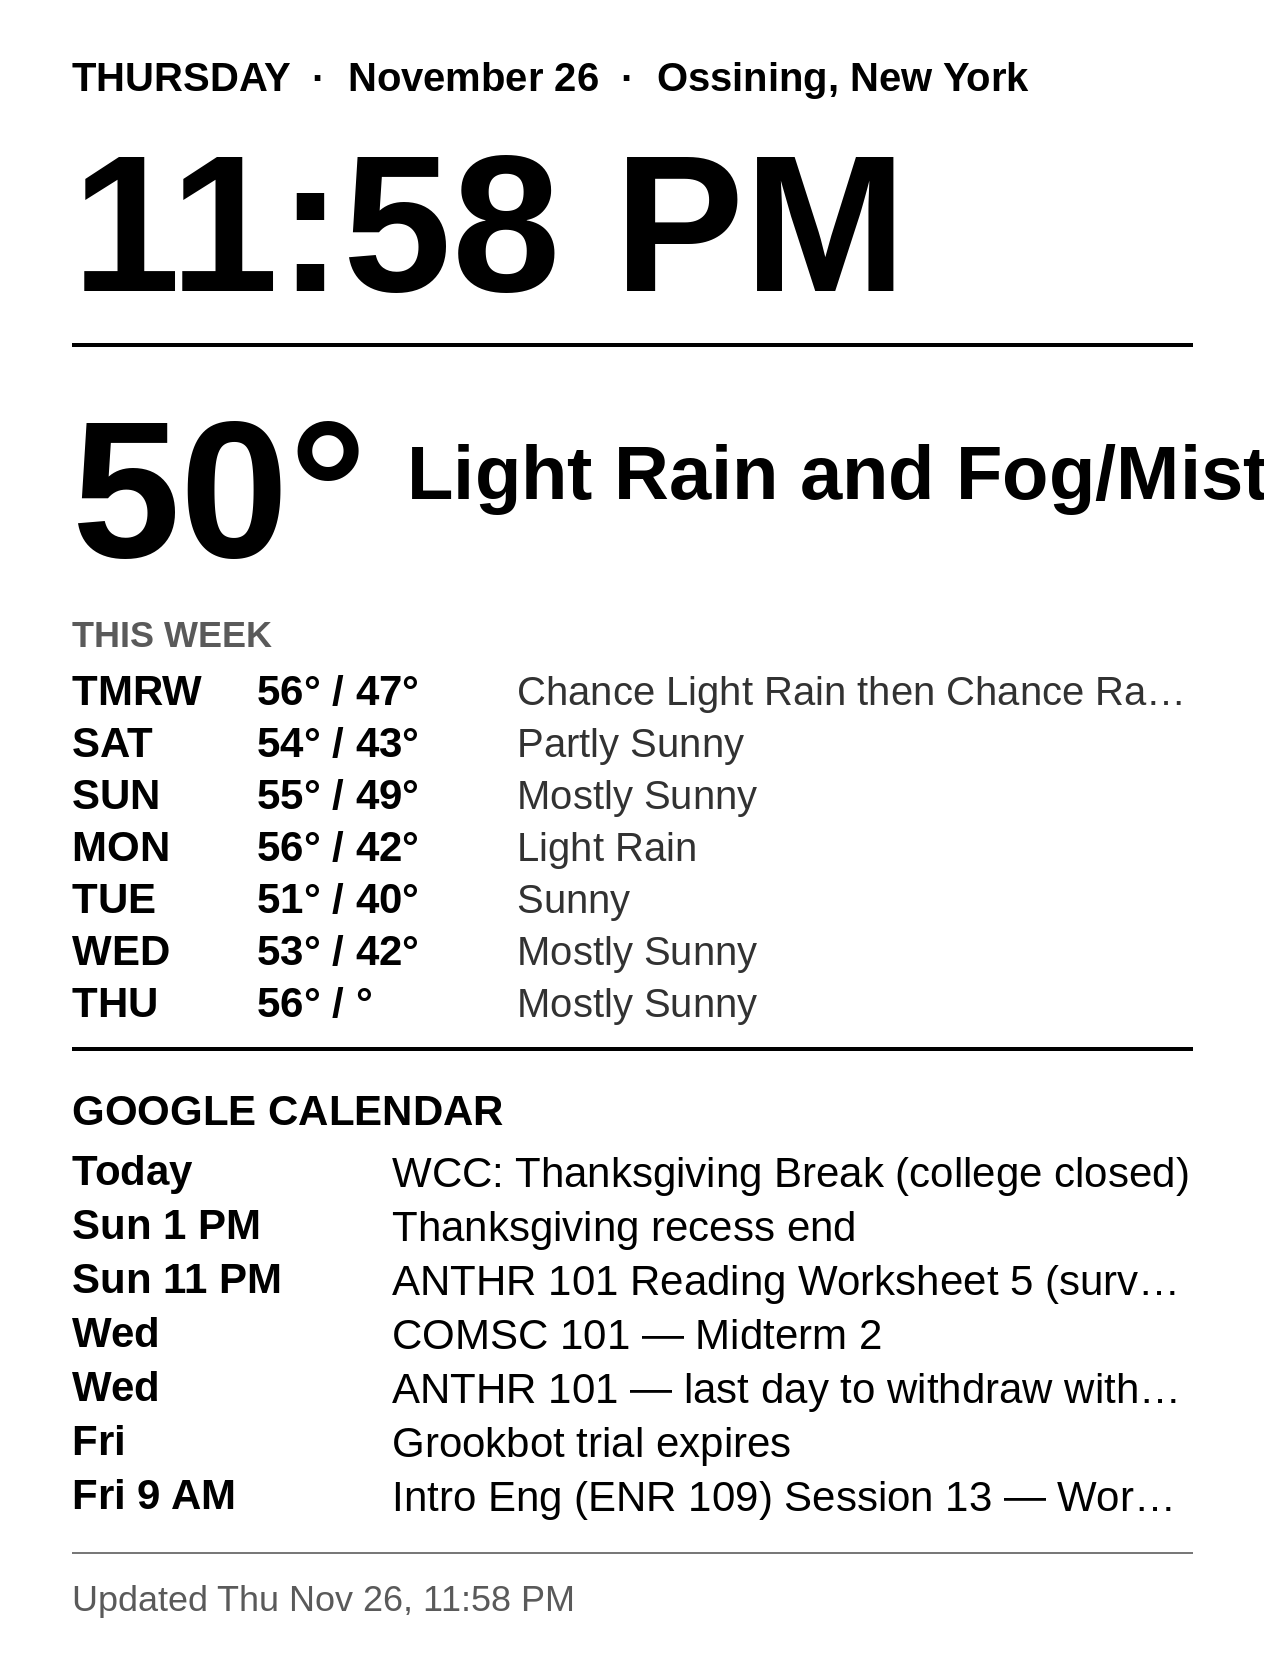 THURSDAY · November 26 · Ossining, New York
11:58 PM
50° Light Rain and Fog/Mist
THIS WEEK
TMRW 56° / 47° Chance Light Rain then Chance Ra…
SAT 54° / 43° Partly Sunny
SUN 55° / 49° Mostly Sunny
MON 56° / 42° Light Rain
TUE 51° / 40° Sunny
WED 53° / 42° Mostly Sunny
THU 56° / ° Mostly Sunny
GOOGLE CALENDAR
Today WCC: Thanksgiving Break (college closed)
Sun 1 PM Thanksgiving recess end
Sun 11 PM ANTHR 101 Reading Worksheet 5 (surv…
Wed COMSC 101 — Midterm 2
Wed ANTHR 101 — last day to withdraw with…
Fri Grookbot trial expires
Fri 9 AM Intro Eng (ENR 109) Session 13 — Wor…
Updated Thu Nov 26, 11:58 PM